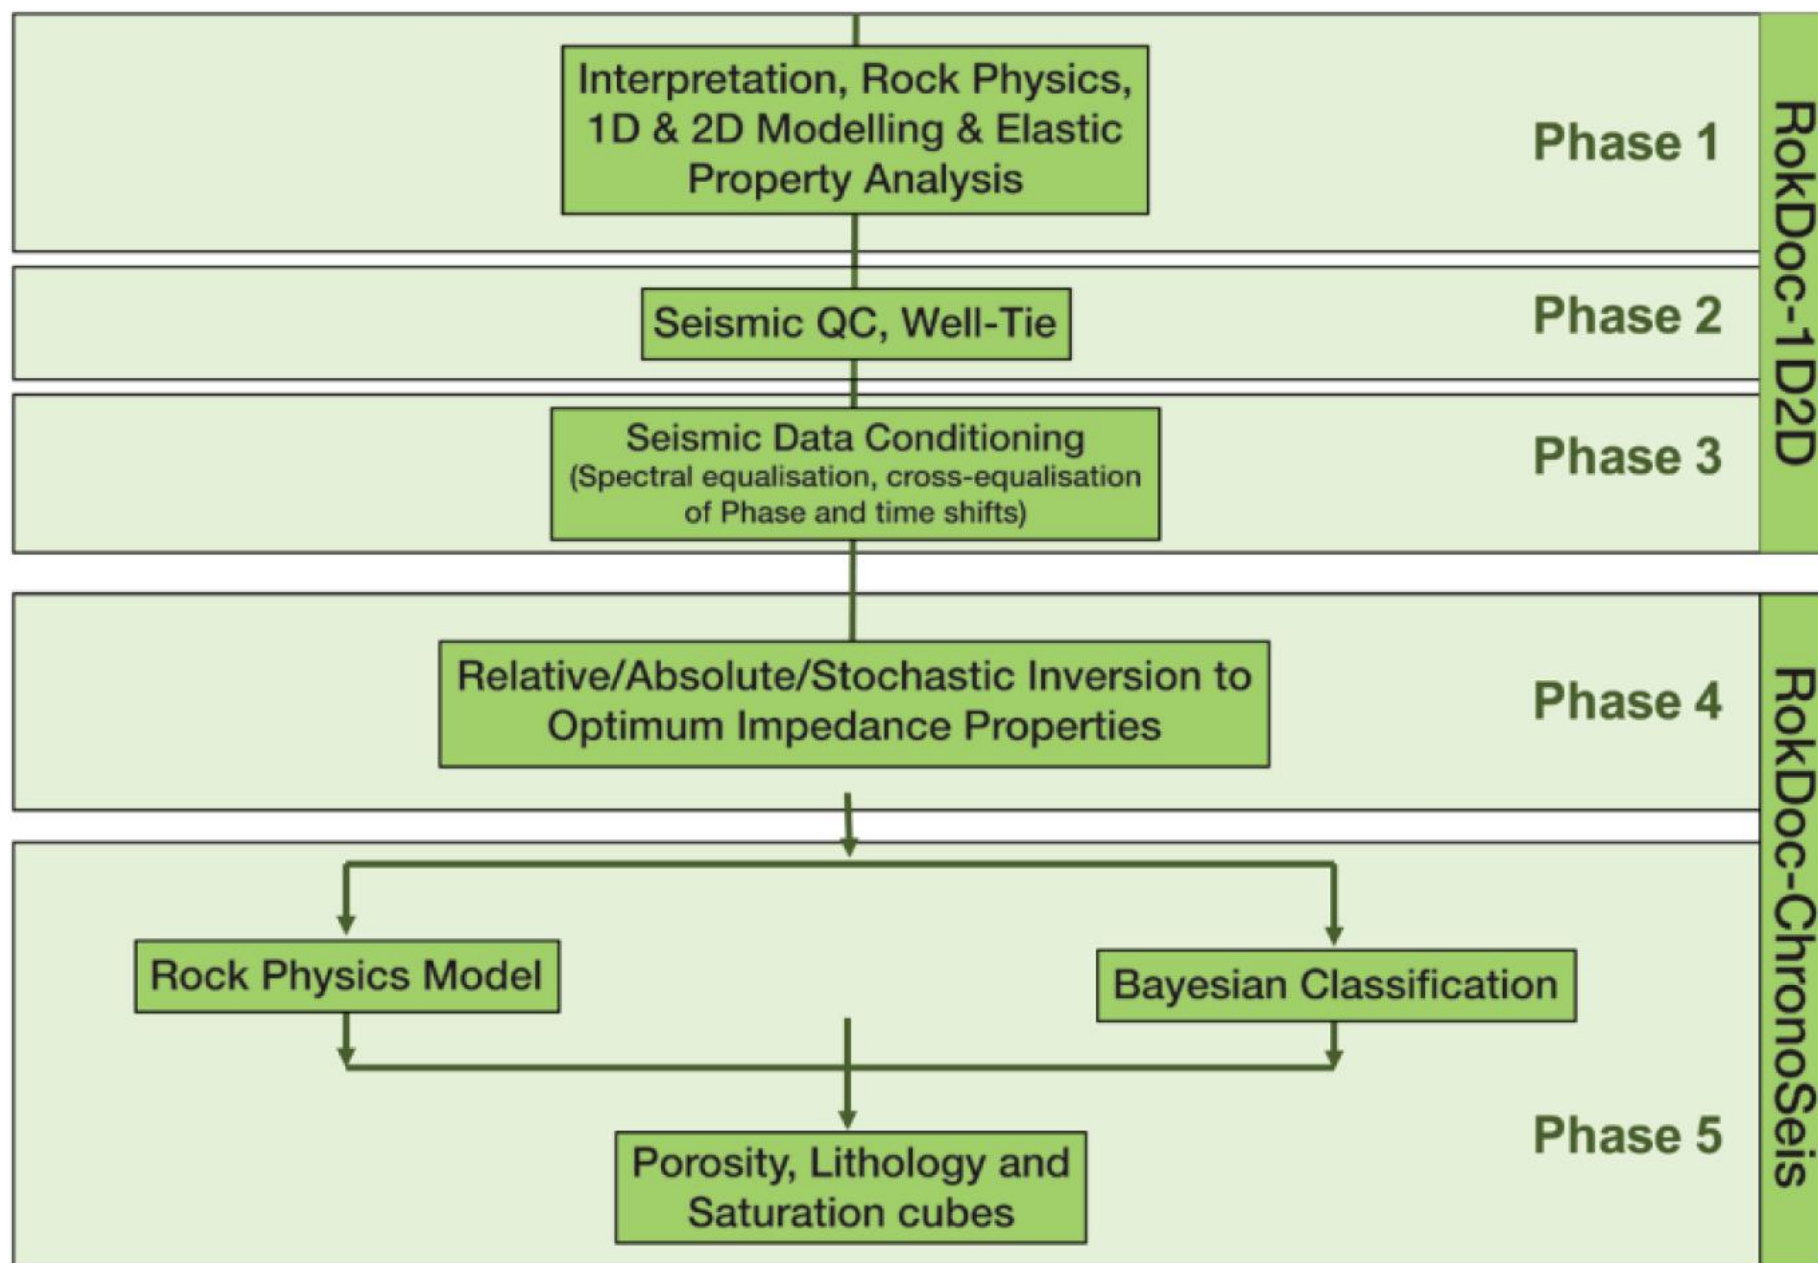 Interpretation, Rock Physics,
1D & 2D Modelling & Elastic
Property Analysis
Phase 1
Seismic QC, Well-Tie
Phase 2
Seismic Data Conditioning
(Spectral equalisation, cross-equalisation
of Phase and time shifts)
Phase 3
RokDoc-1D2D
Relative/Absolute/Stochastic Inversion to
Optimum Impedance Properties
Phase 4
Rock Physics Model
Bayesian Classification
Porosity, Lithology and
Saturation cubes
Phase 5
RokDoc-ChronoSeis